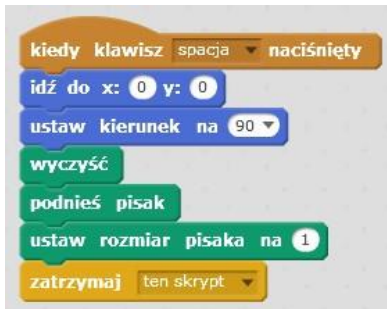 kiedy klawisz spacja naciśnięty
idź do x: 0 y: 0
ustaw kierunek na 90
wyczyść
podnieś pisak
ustaw rozmiar pisaka na 1
zatrzymaj ten skrypt